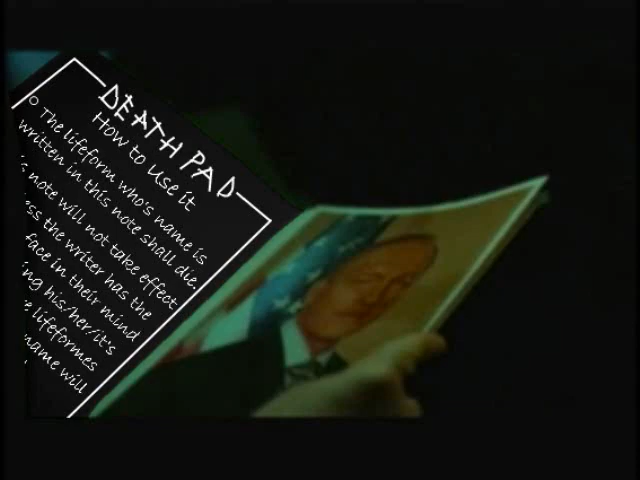 DEATH PAD
How to use it
o The lifeform who's name is
written in this note shall die.
s note will not take effect
ess the writer has the
face in their mind
ing his/her/it's
e lifeformes
name will